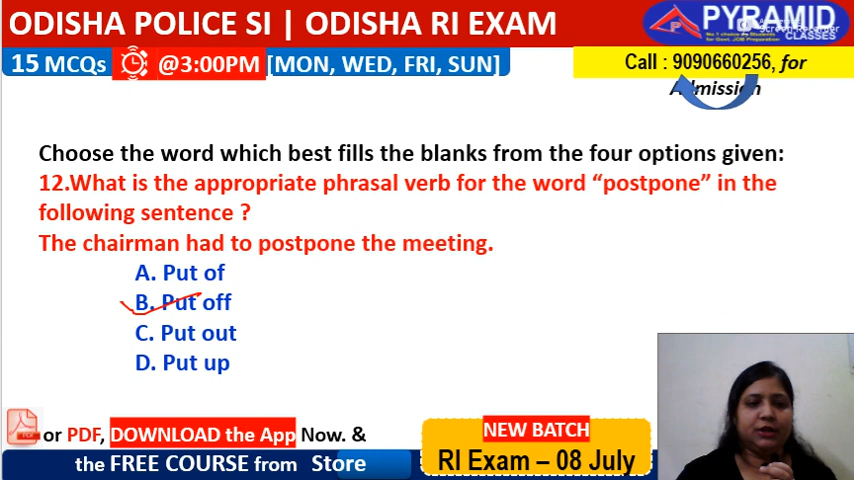 ODISHA POLICE SI | ODISHA RI EXAM
PYRAMID
CLASSES
15 MCQs @3:00PM [MON, WED, FRI, SUN]
Call : 9090660256, for
Admission
Choose the word which best fills the blanks from the four options given:
12.What is the appropriate phrasal verb for the word “postpone” in the
following sentence ?
The chairman had to postpone the meeting.
A. Put of
B. Put off
C. Put out
D. Put up
or PDF, DOWNLOAD the App Now. &
the FREE COURSE from Store
NEW BATCH
RI Exam – 08 July